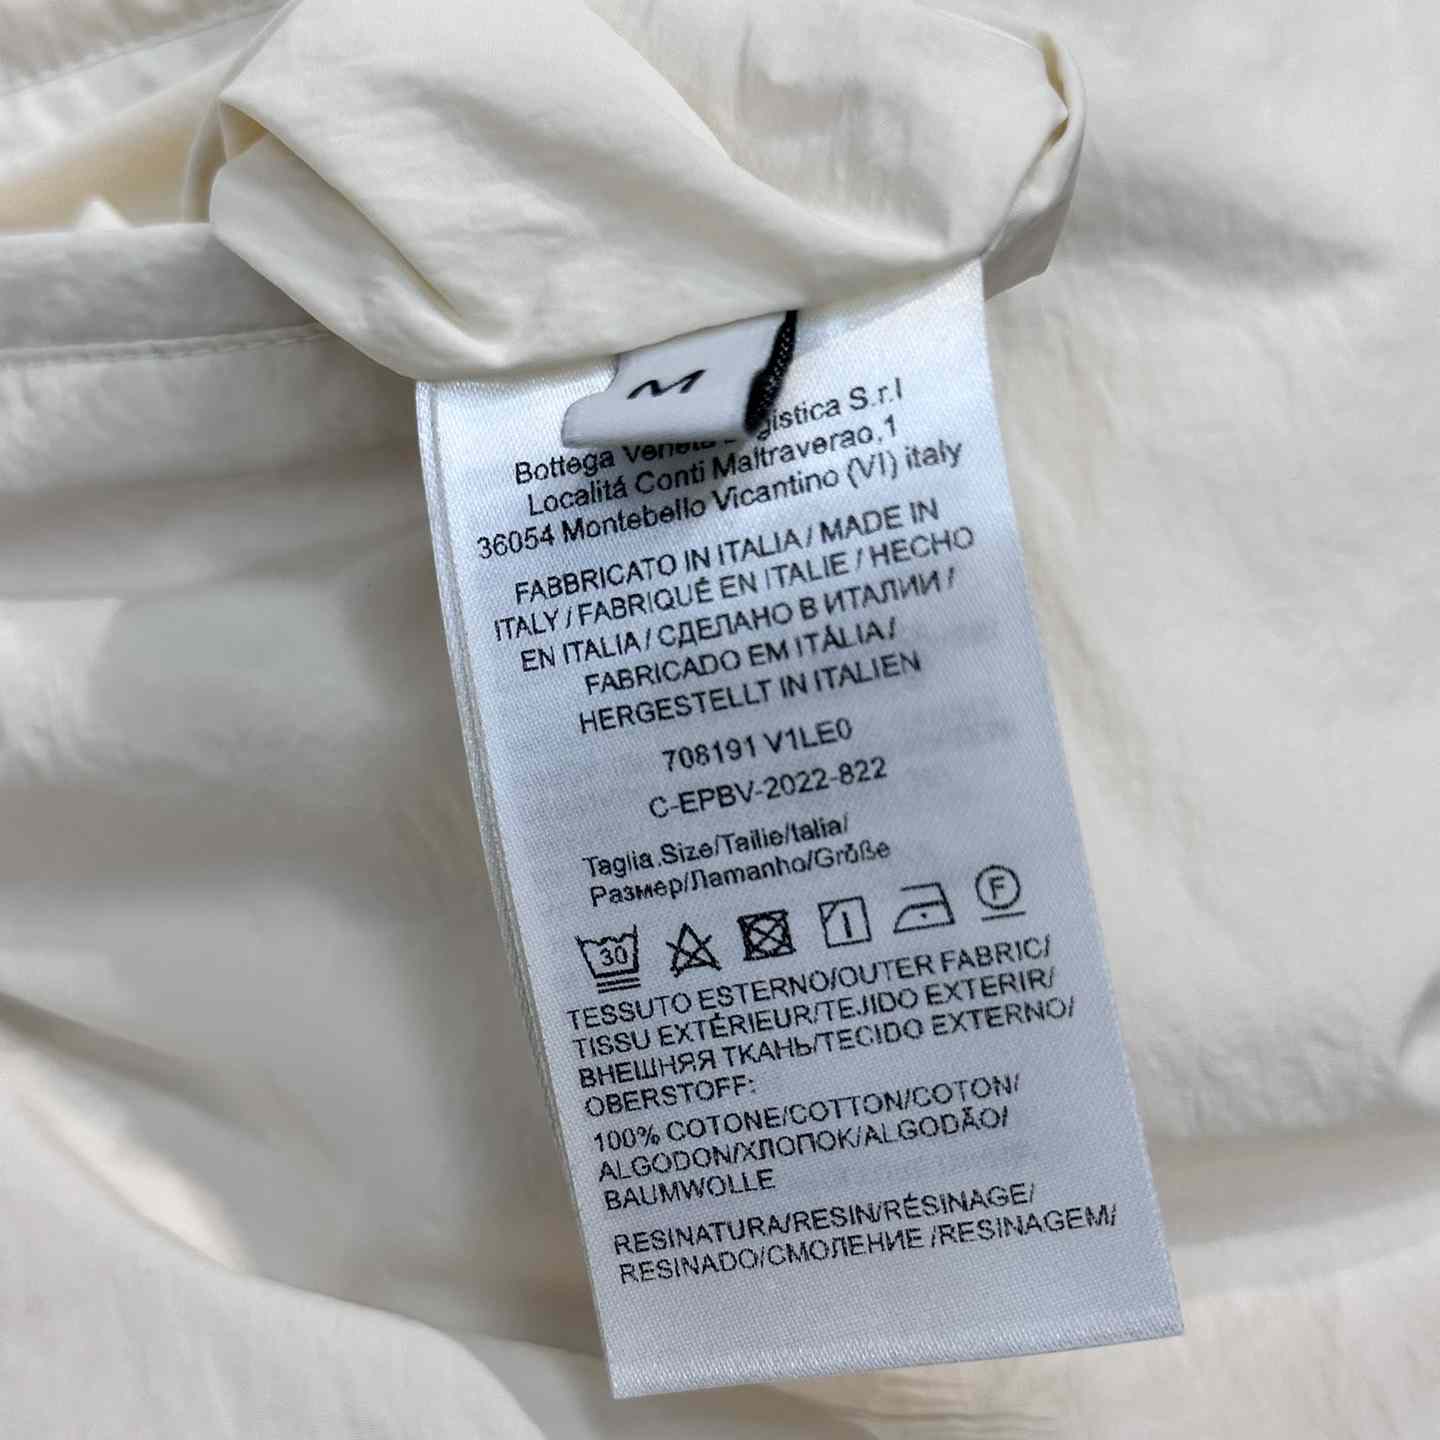 M
Bottega Veneta gistica S.r.l
Localitá Conti Maltraverao,1
36054 Montebello Vicantino (VI) italy
FABBRICATO IN ITALIA / MADE IN
ITALY / FABRIQUÉ EN ITALIE / HECHO
EN ITALIA / СДЕЛАНО В ИТАЛИИ /
FABRICADO EM ITÁLIA /
HERGESTELLT IN ITALIEN
708191 V1LE0
C-EPBV-2022-822
Taglia.Size/Tailie/talia/
Размер/Лamanho/Größe
30
F
TESSUTO ESTERNO/OUTER FABRIC/
TISSU EXTÉRIEUR/TEJIDO EXTERIR/
ВНЕШНЯЯ ТКАНЬ/TECIDO EXTERNO/
OBERSTOFF:
100% COTONE/COTTON/COTON/
ALGODON/ХЛОПОК/ALGODÃO/
BAUMWOLLE
RESINATURA/RESIN/RÉSINAGE/
RESINADO/СМОЛЕНИЕ /RESINAGEM/